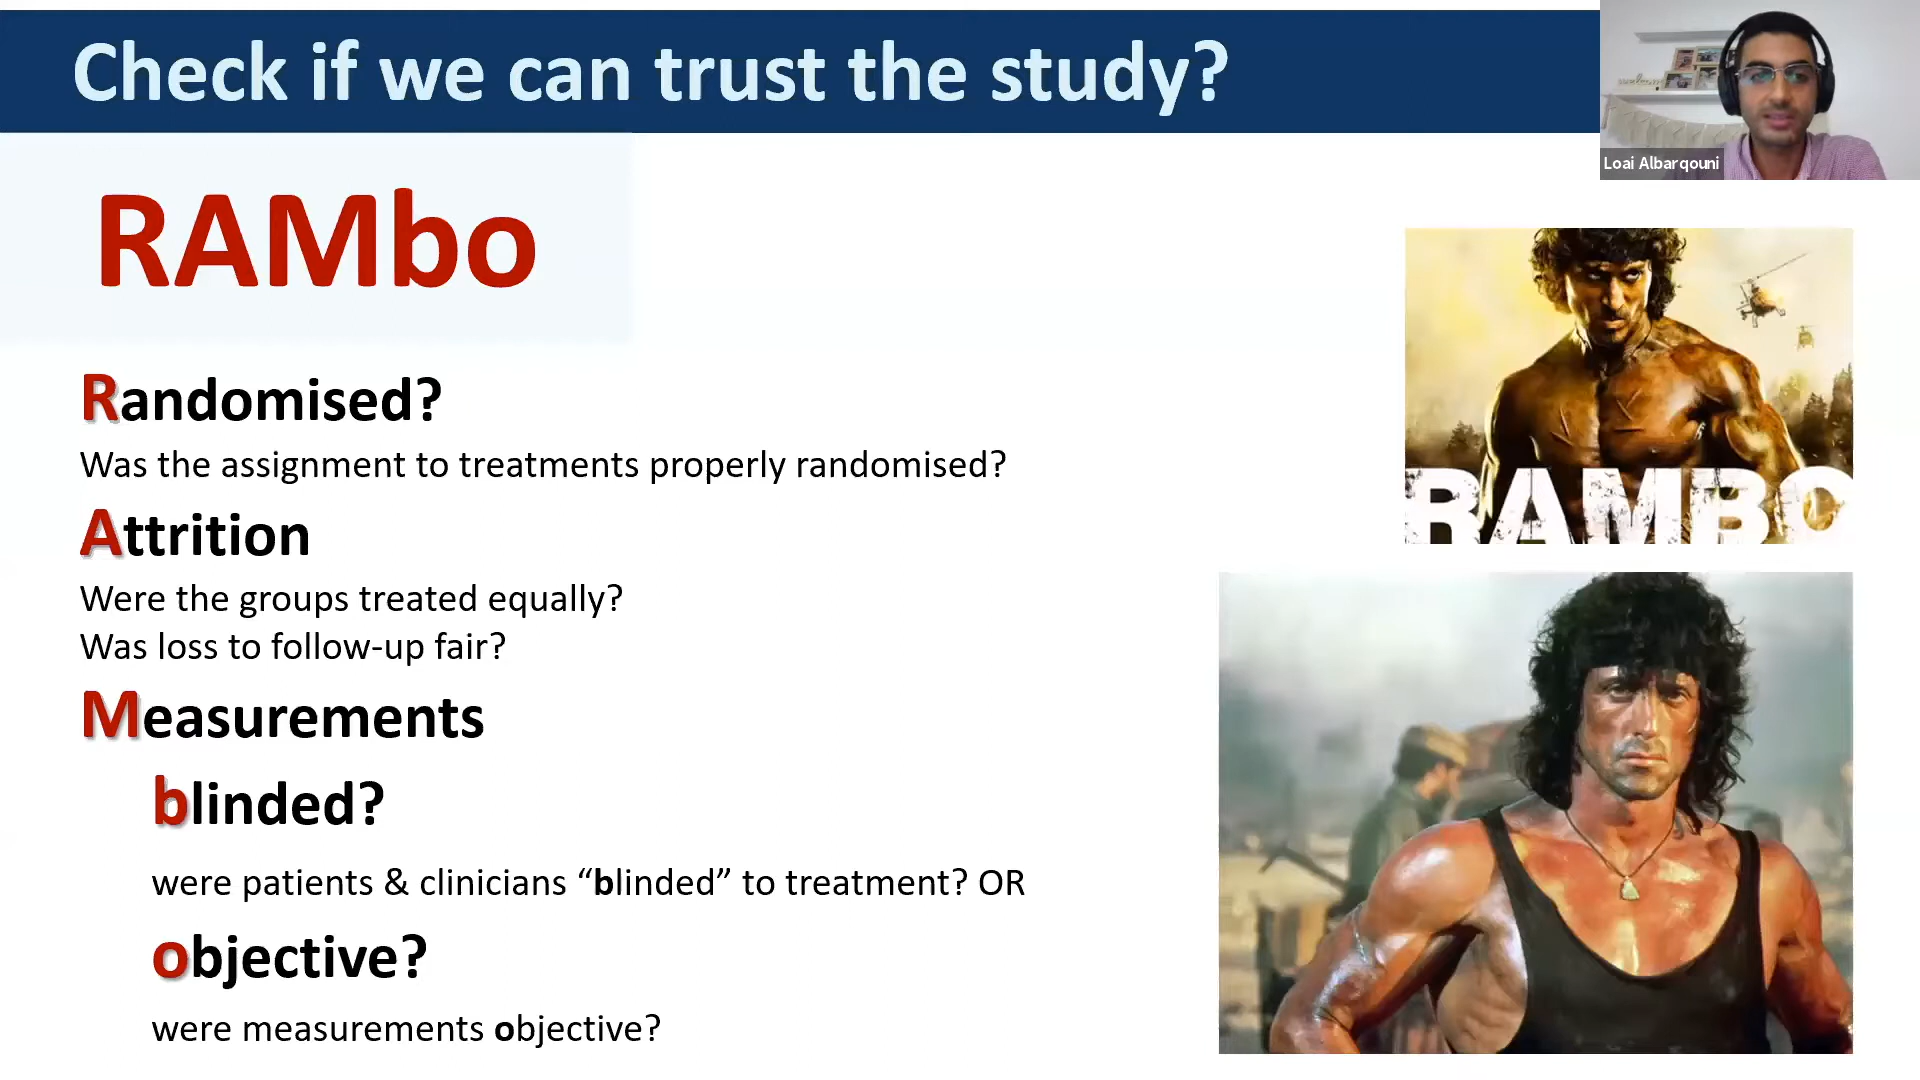 Check if we can trust the study?
Loai Albarqouni
RAMbo
RAMBO
Randomised?
Was the assignment to treatments properly randomised?
Attrition
Were the groups treated equally?
Was loss to follow-up fair?
Measurements
blinded?
were patients & clinicians “blinded” to treatment? OR
objective?
were measurements objective?